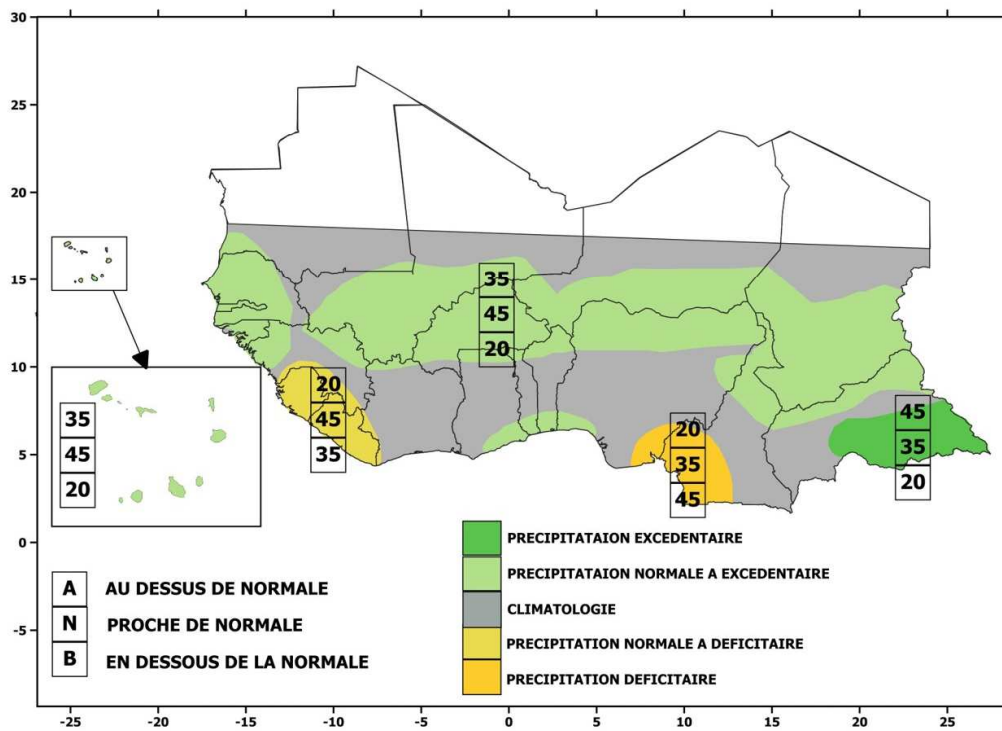 30
25
20
15
10
5
0
-5
35
45
20
35
45
20
20
45
35
20
35
45
45
35
20
A AU DESSUS DE NORMALE
N PROCHE DE NORMALE
B EN DESSOUS DE LA NORMALE
PRECIPITATAION EXCEDENTAIRE
PRECIPITATAION NORMALE A EXCEDENTAIRE
CLIMATOLOGIE
PRECIPITATION NORMALE A DEFICITAIRE
PRECIPITATION DEFICITAIRE
-25 -20 -15 -10 -5 0 5 10 15 20 25